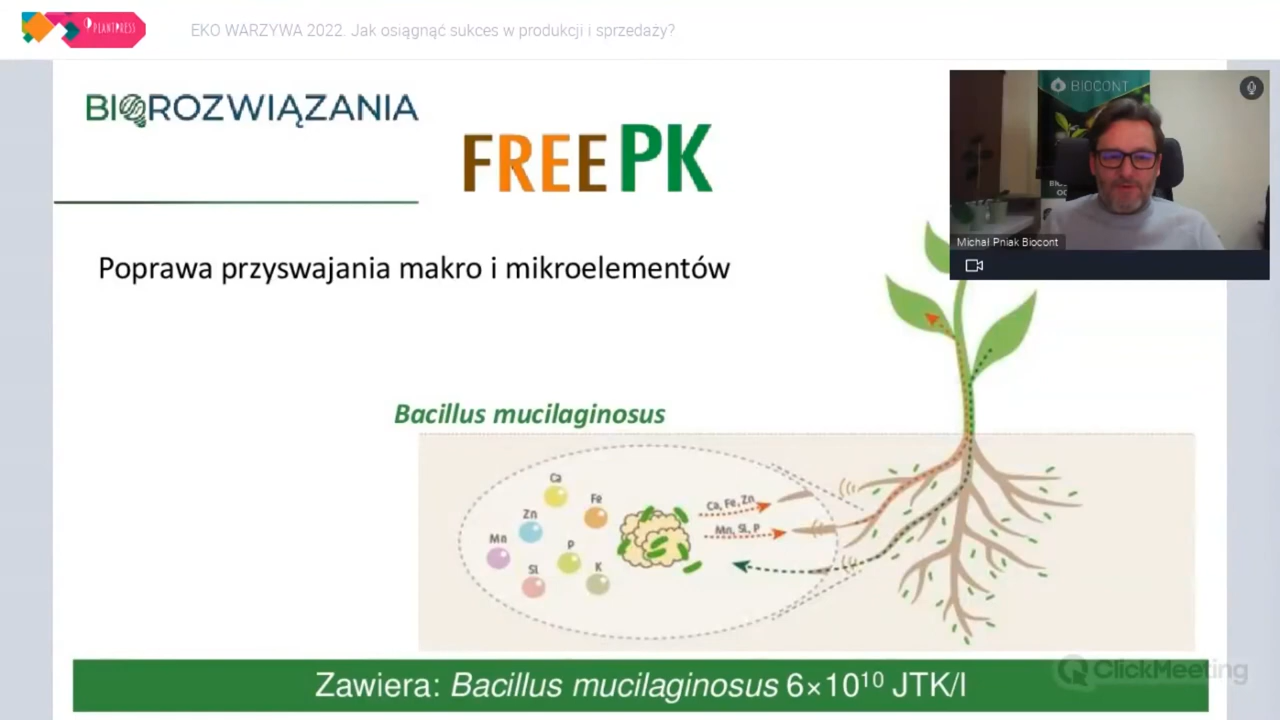 PLANTPRESS
EKO WARZYWA 2022. Jak osiągnąć sukces w produkcji i sprzedaży?
BIOROZWIĄZANIA
FREE PK
BIOCONT
Michał Pniak Biocont
Poprawa przyswajania makro i mikroelementów
Bacillus mucilaginosus
Ca
Fe
Zn
Mn
P
K
SI
Ca, Fe, Zn
Mn, SI, P
Zawiera: Bacillus mucilaginosus 6×10¹⁰ JTK/l
ClickMeeting